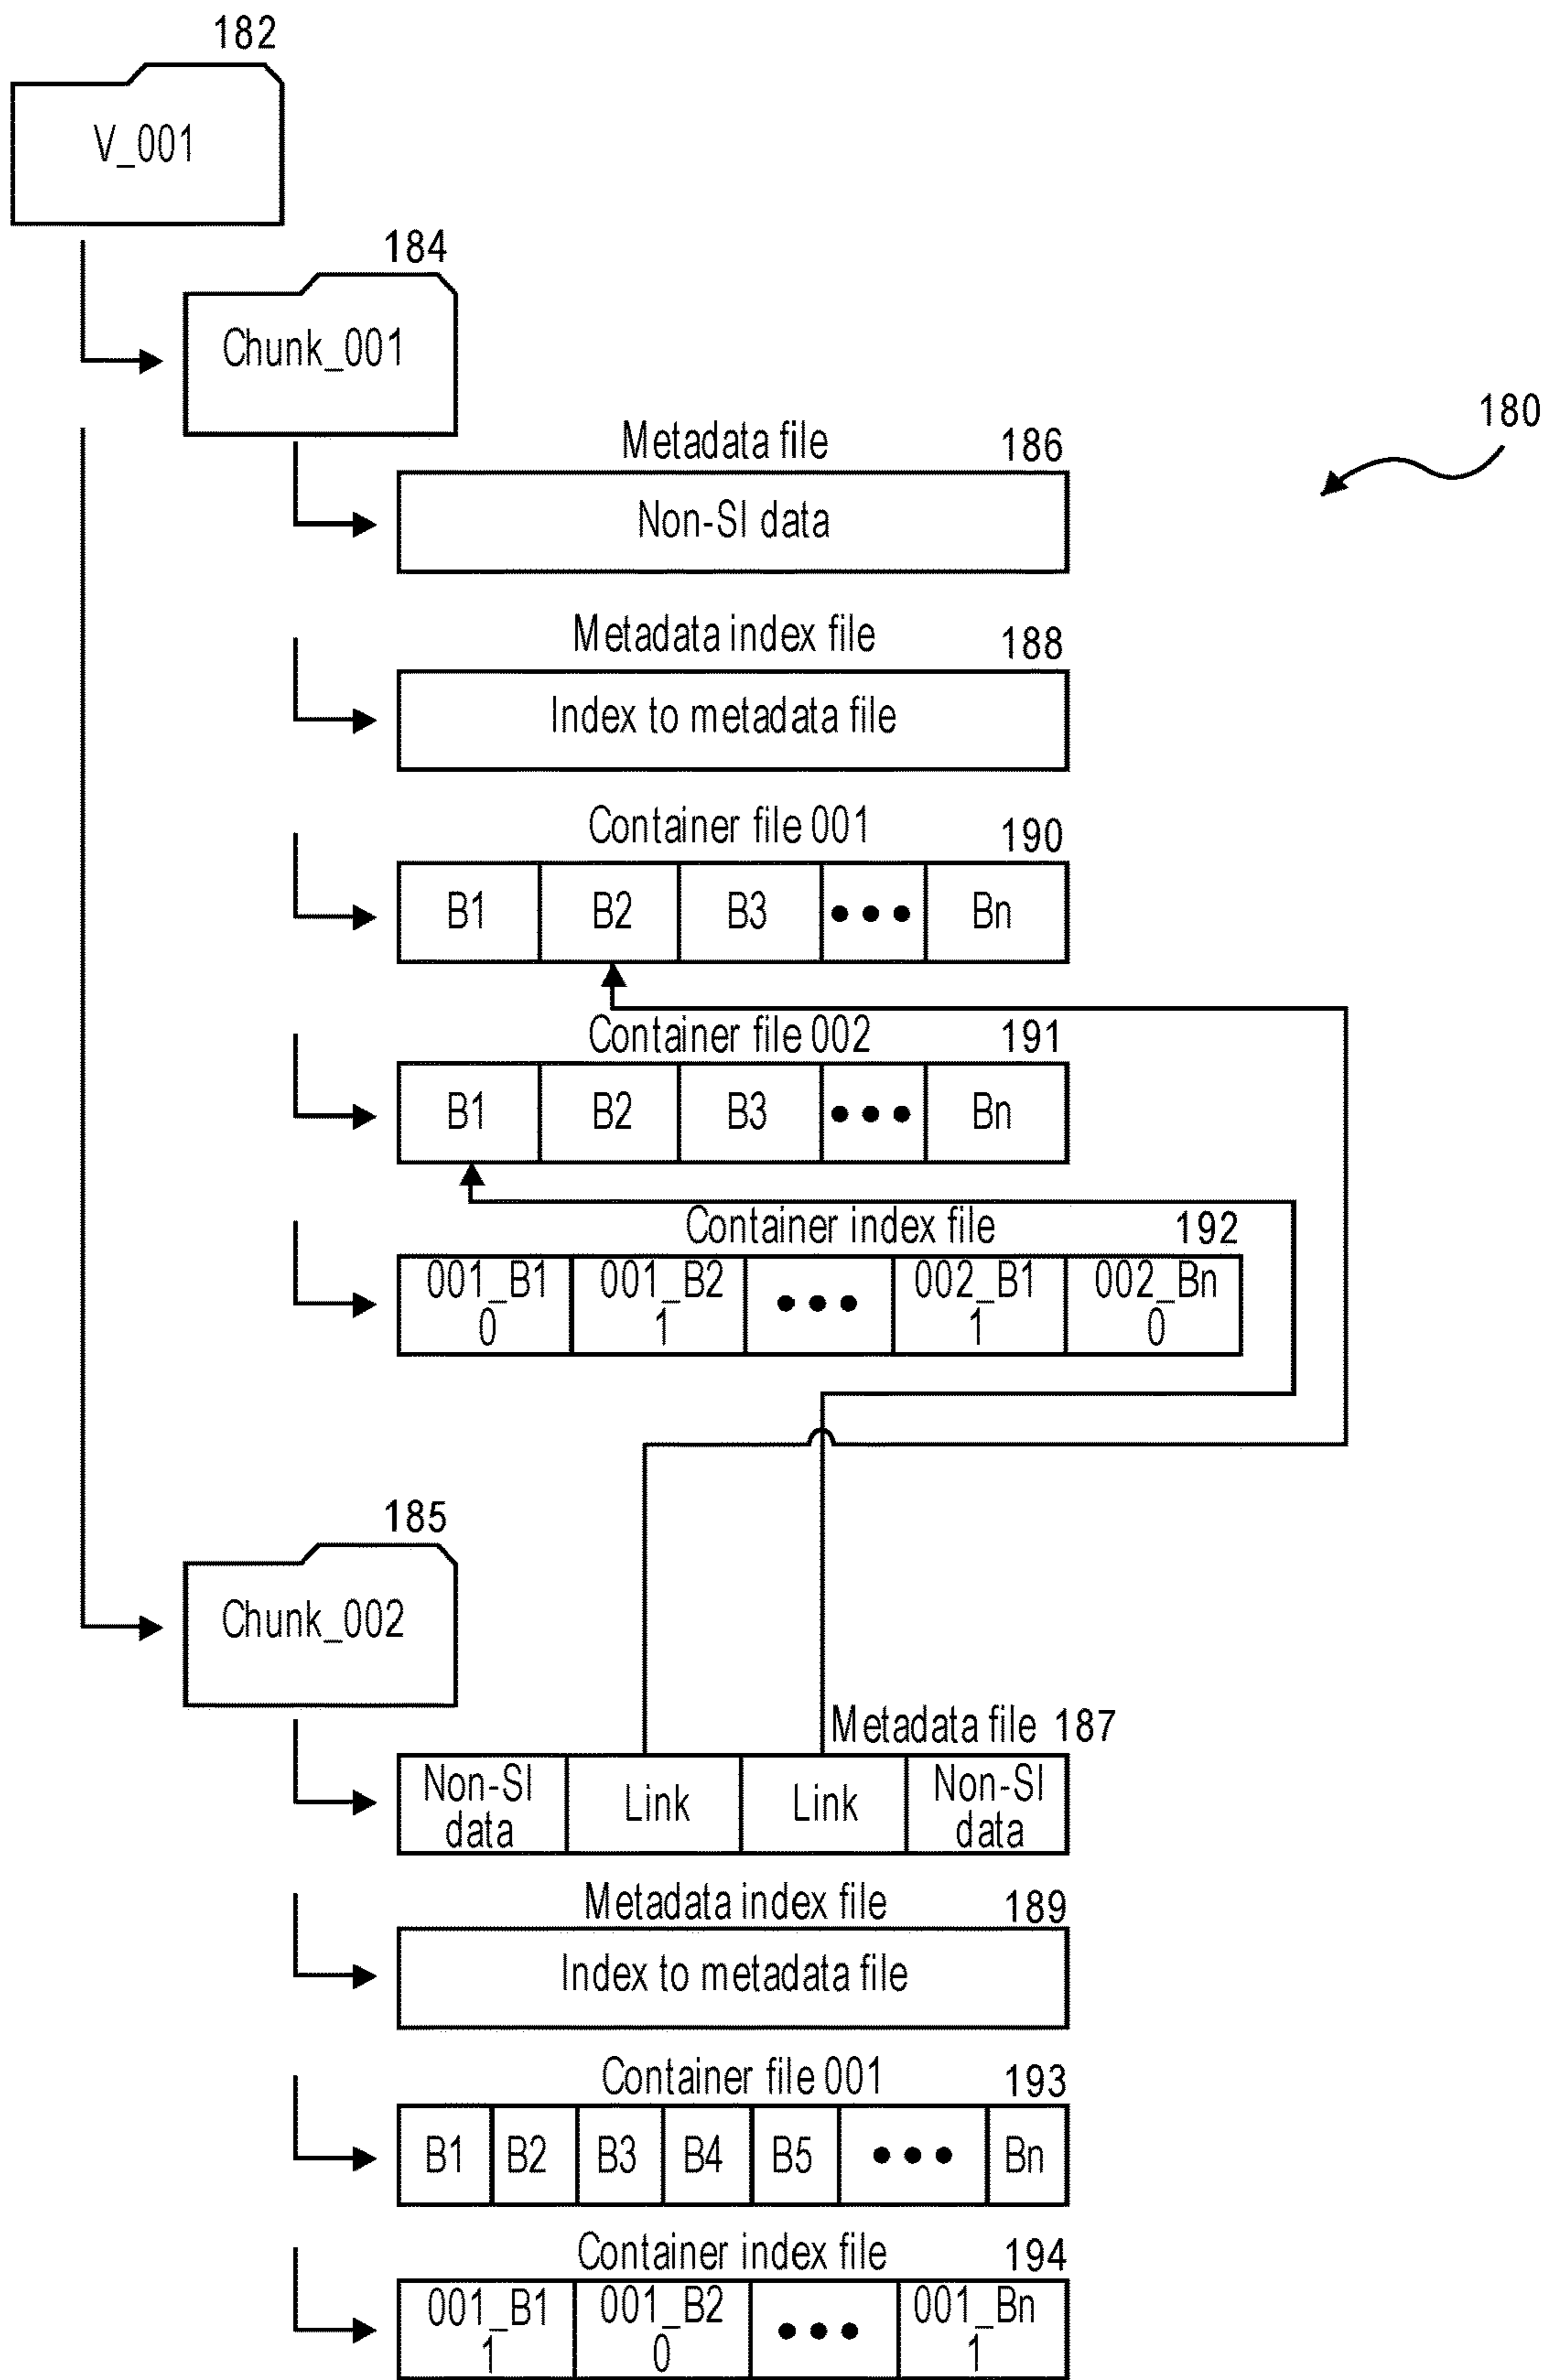 182
V_001
184
Chunk_001
180
Metadata file 186
Non-SI data
Metadata index file 188
Index to metadata file
Container file 001 190
B1 B2 B3 ••• Bn
Container file 002 191
B1 B2 B3 ••• Bn
Container index file 192
001_B1 001_B2 ••• 002_B1 002_Bn
0 1 1 0
185
Chunk_002
Metadata file 187
Non-SI Link Link Non-SI
data data
Metadata index file 189
Index to metadata file
Container file 001 193
B1 B2 B3 B4 B5 ••• Bn
Container index file 194
001_B1 001_B2 ••• 001_Bn
1 0 1